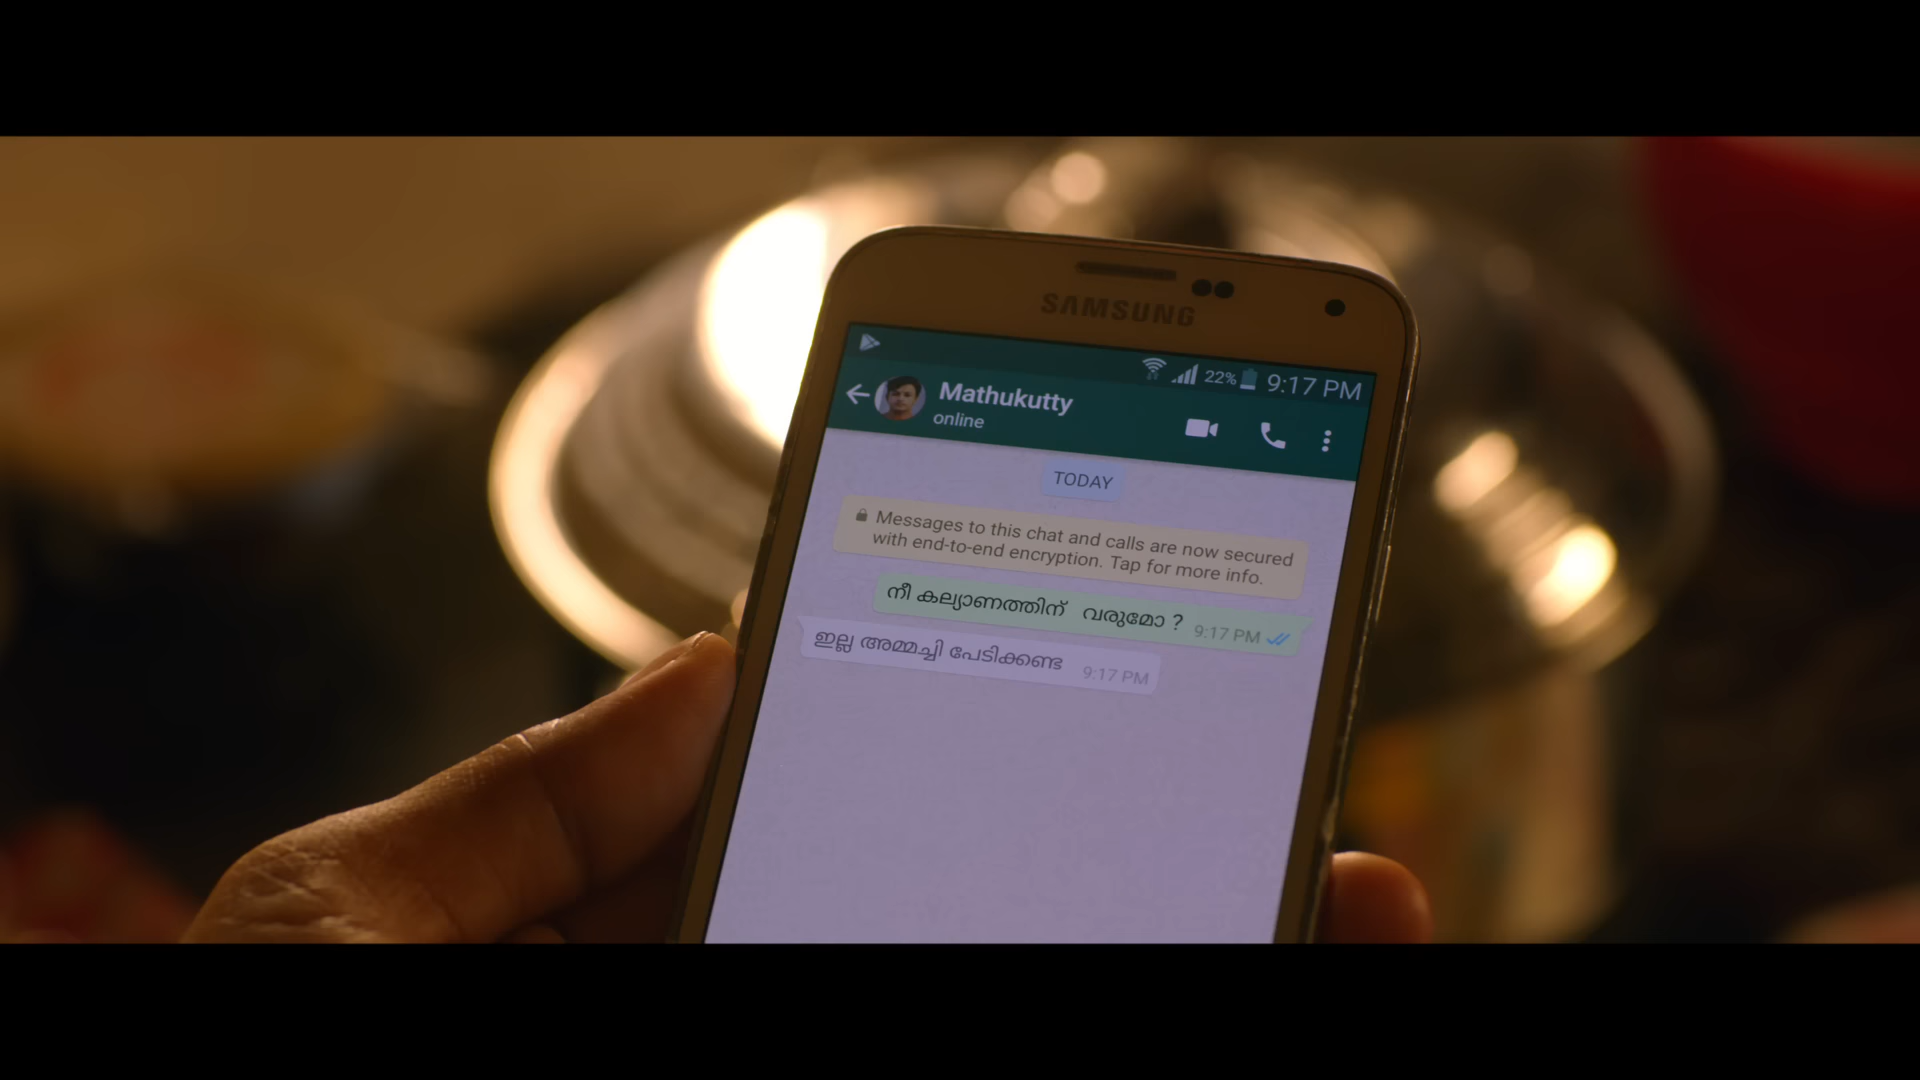 SAMSUNG
22% 9:17 PM
Mathukutty
online
TODAY
Messages to this chat and calls are now secured
with end-to-end encryption. Tap for more info.
നീ കല്യാണത്തിന് വരുമോ ? 9:17 PM
ഇല്ല അമ്മച്ചി പേടിക്കണ്ട 9:17 PM